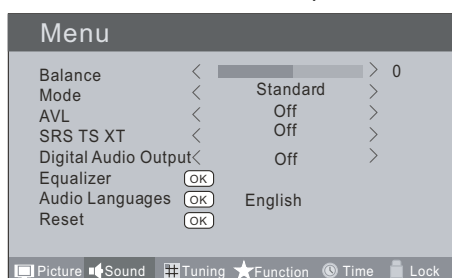 Menu
Balance 0
Mode Standard
AVL Off
SRS TS XT Off
Digital Audio Output Off
Equalizer OK
Audio Languages OK English
Reset OK
Picture Sound Tuning Function Time Lock